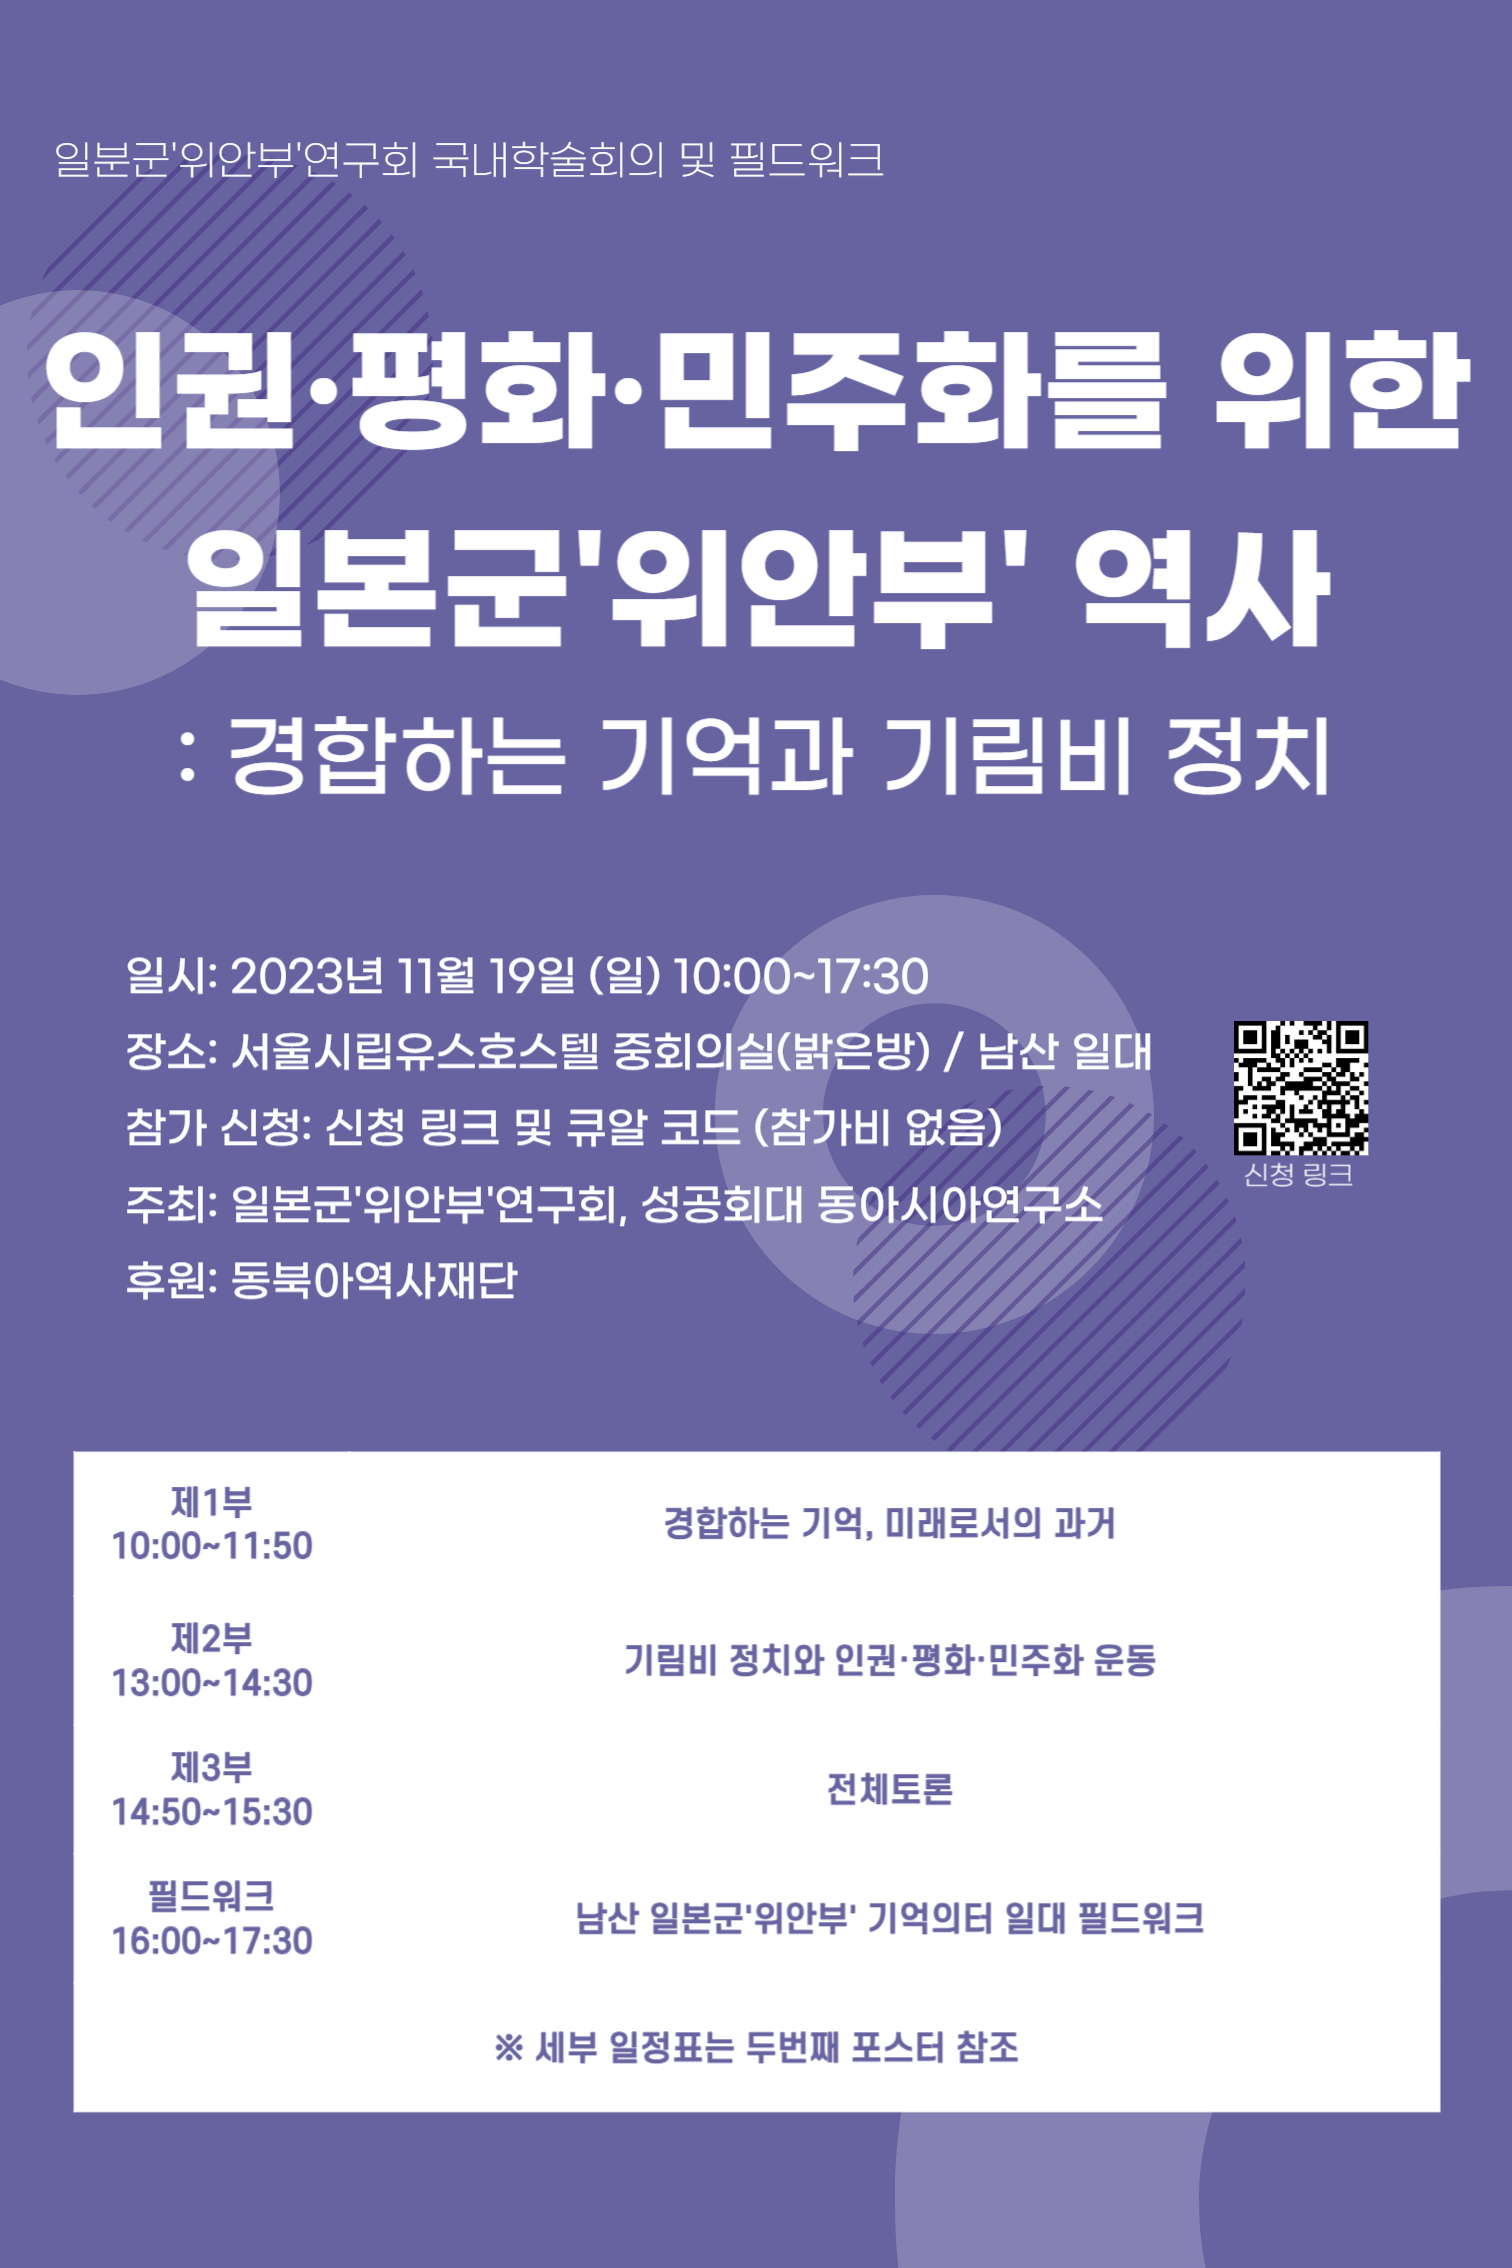 일분군'위안부'연구회 국내학술회의 및 필드워크
인권·평화·민주화를 위한
일본군'위안부' 역사
: 경합하는 기억과 기림비 정치
일시: 2023년 11월 19일 (일) 10:00~17:30
장소: 서울시립유스호스텔 중회의실(밝은방) / 남산 일대
참가 신청: 신청 링크 및 큐알 코드 (참가비 없음)
주최: 일본군'위안부'연구회, 성공회대 동아시아연구소
후원: 동북아역사재단
신청 링크
제1부
10:00~11:50
경합하는 기억, 미래로서의 과거
제2부
13:00~14:30
기림비 정치와 인권·평화·민주화 운동
제3부
14:50~15:30
전체토론
필드워크
16:00~17:30
남산 일본군'위안부' 기억의터 일대 필드워크
※ 세부 일정표는 두번째 포스터 참조